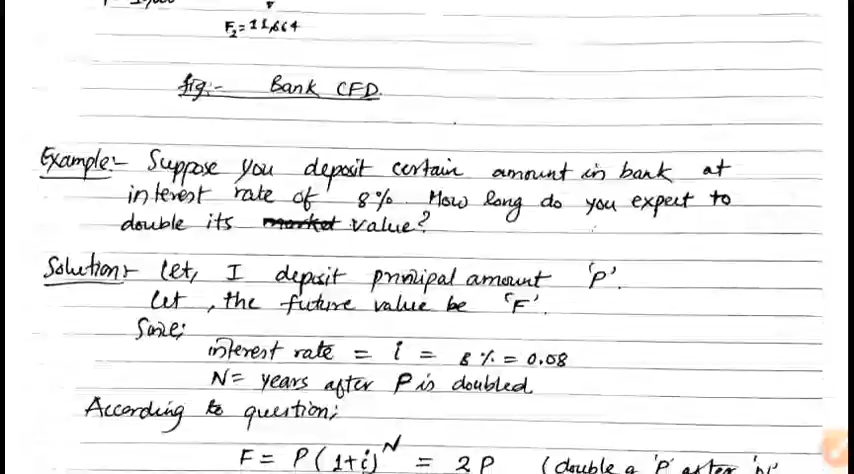 F₂=11,664
fig:- Bank CFD.
Example:- Suppose you deposit certain amount in bank at
interest rate of 8%. How long do you expect to
double its market value?
Solution:- let, I deposit principal amount 'P'.
let, the future value be 'F'.
interest rate = i = 8% = 0.08
N= years after P is doubled
According to question;
F= P(1+i)^N = 2P (double a 'P' after 'N'